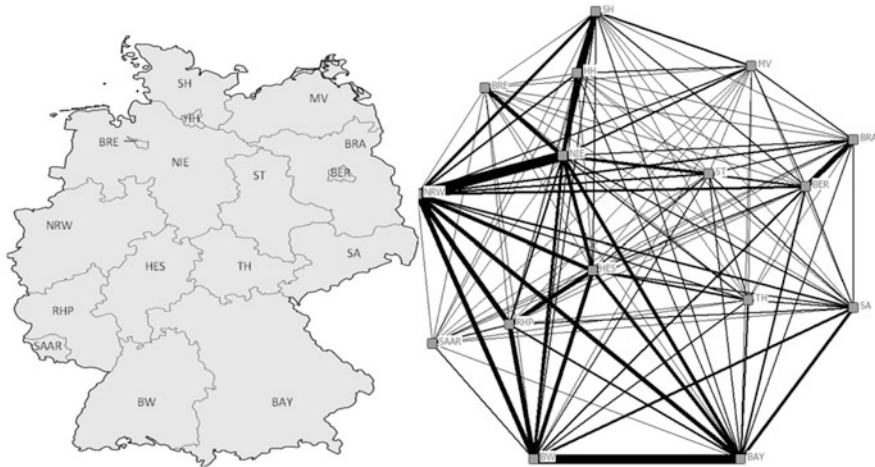 SH
MV
HH
BRE
BRA
NIE
ST
BER
NRW
HES
TH
SA
RHP
SAAR
BW
BAY
SH
HH
MV
BRE
BRA
NIE
ST
BER
NRW
HES
TH
SA
RHP
SAAR
BW
BAY